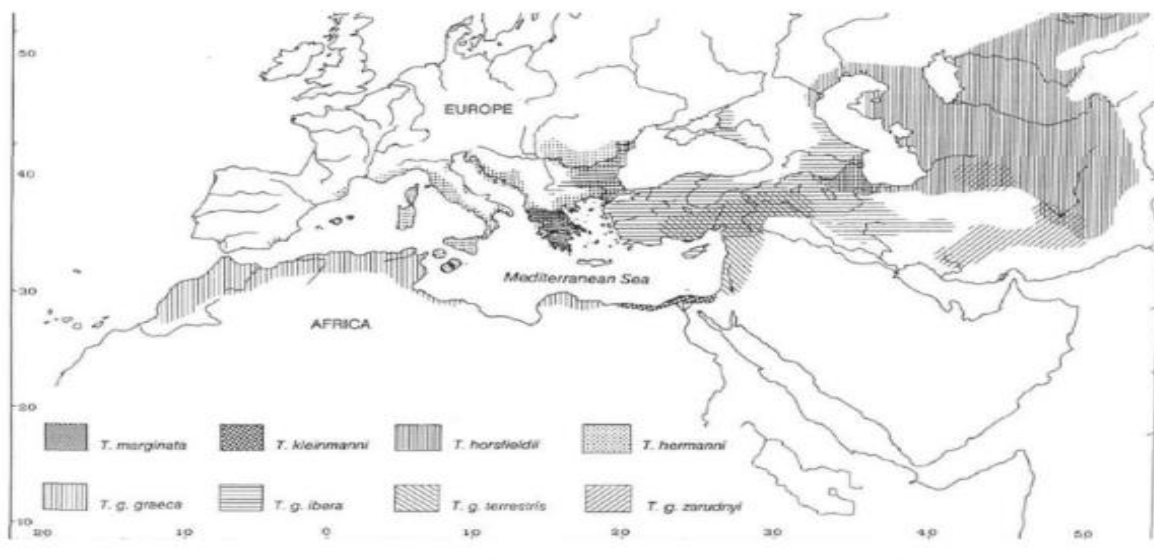 50
EUROPE
40
Mediterranean Sea
30
AFRICA
20
T. marginata T. kleinmanni T. horsfieldii T. hermanni
T. g. graeca T. g. ibera T. g. terrestris T. g. zarudnyi
10
20 10 0 10 20 30 40 50